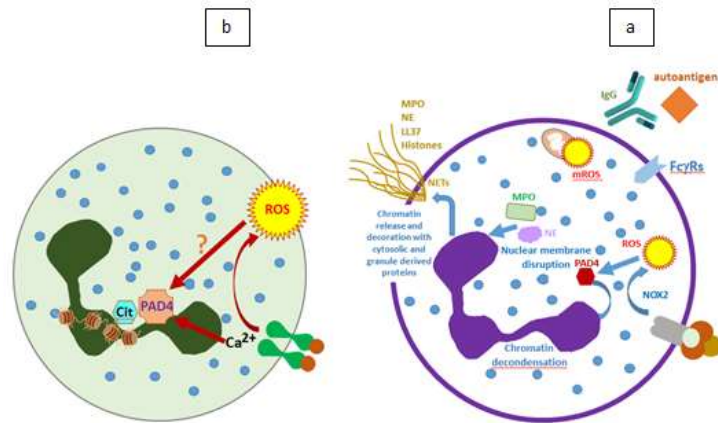 b
ROS
?
PAD4
Cit
Ca2+
a
autoantigen
IgG
MPO
NE
LL37
Histones
NETs
mROS
FcγRs
Chromatin
release and
decoration with
cytosolic and
granule derived
proteins
MPO
NE
Nuclear membrane
disruption
PAD4
ROS
NOX2
Chromatin
decondensation